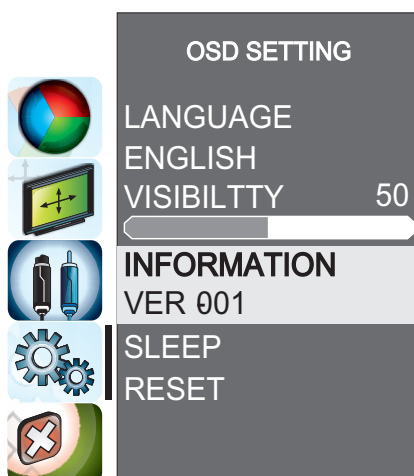 OSD SETTING
LANGUAGE
ENGLISH
VISIBILTTY 50
INFORMATION
VER 001
SLEEP
RESET